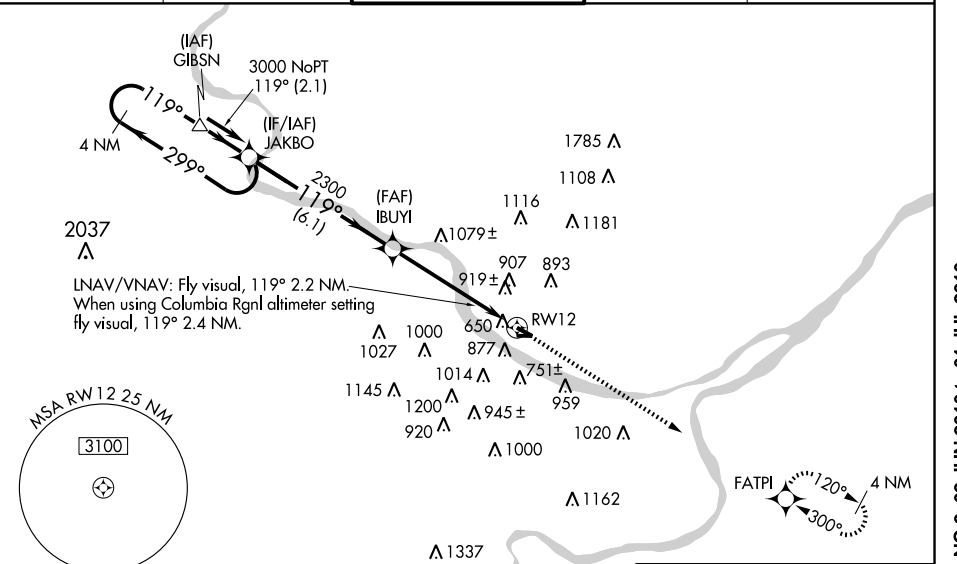 (IAF)
GIBSN
3000 NoPT
119° (2.1)
119°
(IF/IAF)
JAKBO
4 NM
299°
2300
119°
(6.1)
(FAF)
IBUYI
1785
1108
1116
1181
1079±
2037
907
893
919±
LNAV/VNAV: Fly visual, 119° 2.2 NM.
When using Columbia Rgnl altimeter setting
fly visual, 119° 2.4 NM.
650
RW12
1027
1000
877
1014
751±
1145
1200
959
945±
920
1020
1000
MSA RW12 25 NM
3100
FATPI
120°
4 NM
300°
1162
1337